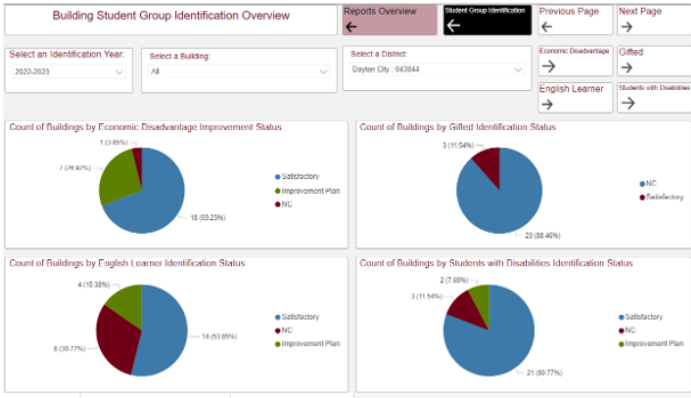 Building Student Group Identification Overview
Reports Overview
Student Group Identification
Previous Page
Next Page
Select an Identification Year:
2022-2023
Select a Building:
All
Select a District:
Dayton City : 043844
Economic Disadvantage
Gifted
English Learner
Students with Disabilities
Count of Buildings by Economic Disadvantage Improvement Status
1 (3.85%)
7 (26.92%)
18 (69.23%)
Satisfactory
Improvement Plan
NC
Count of Buildings by Gifted Identification Status
3 (11.54%)
23 (88.46%)
NC
Satisfactory
Count of Buildings by English Learner Identification Status
4 (15.38%)
8 (30.77%)
14 (53.85%)
Satisfactory
NC
Improvement Plan
Count of Buildings by Students with Disabilities Identification Status
2 (7.69%)
3 (11.54%)
21 (80.77%)
Satisfactory
NC
Improvement Plan